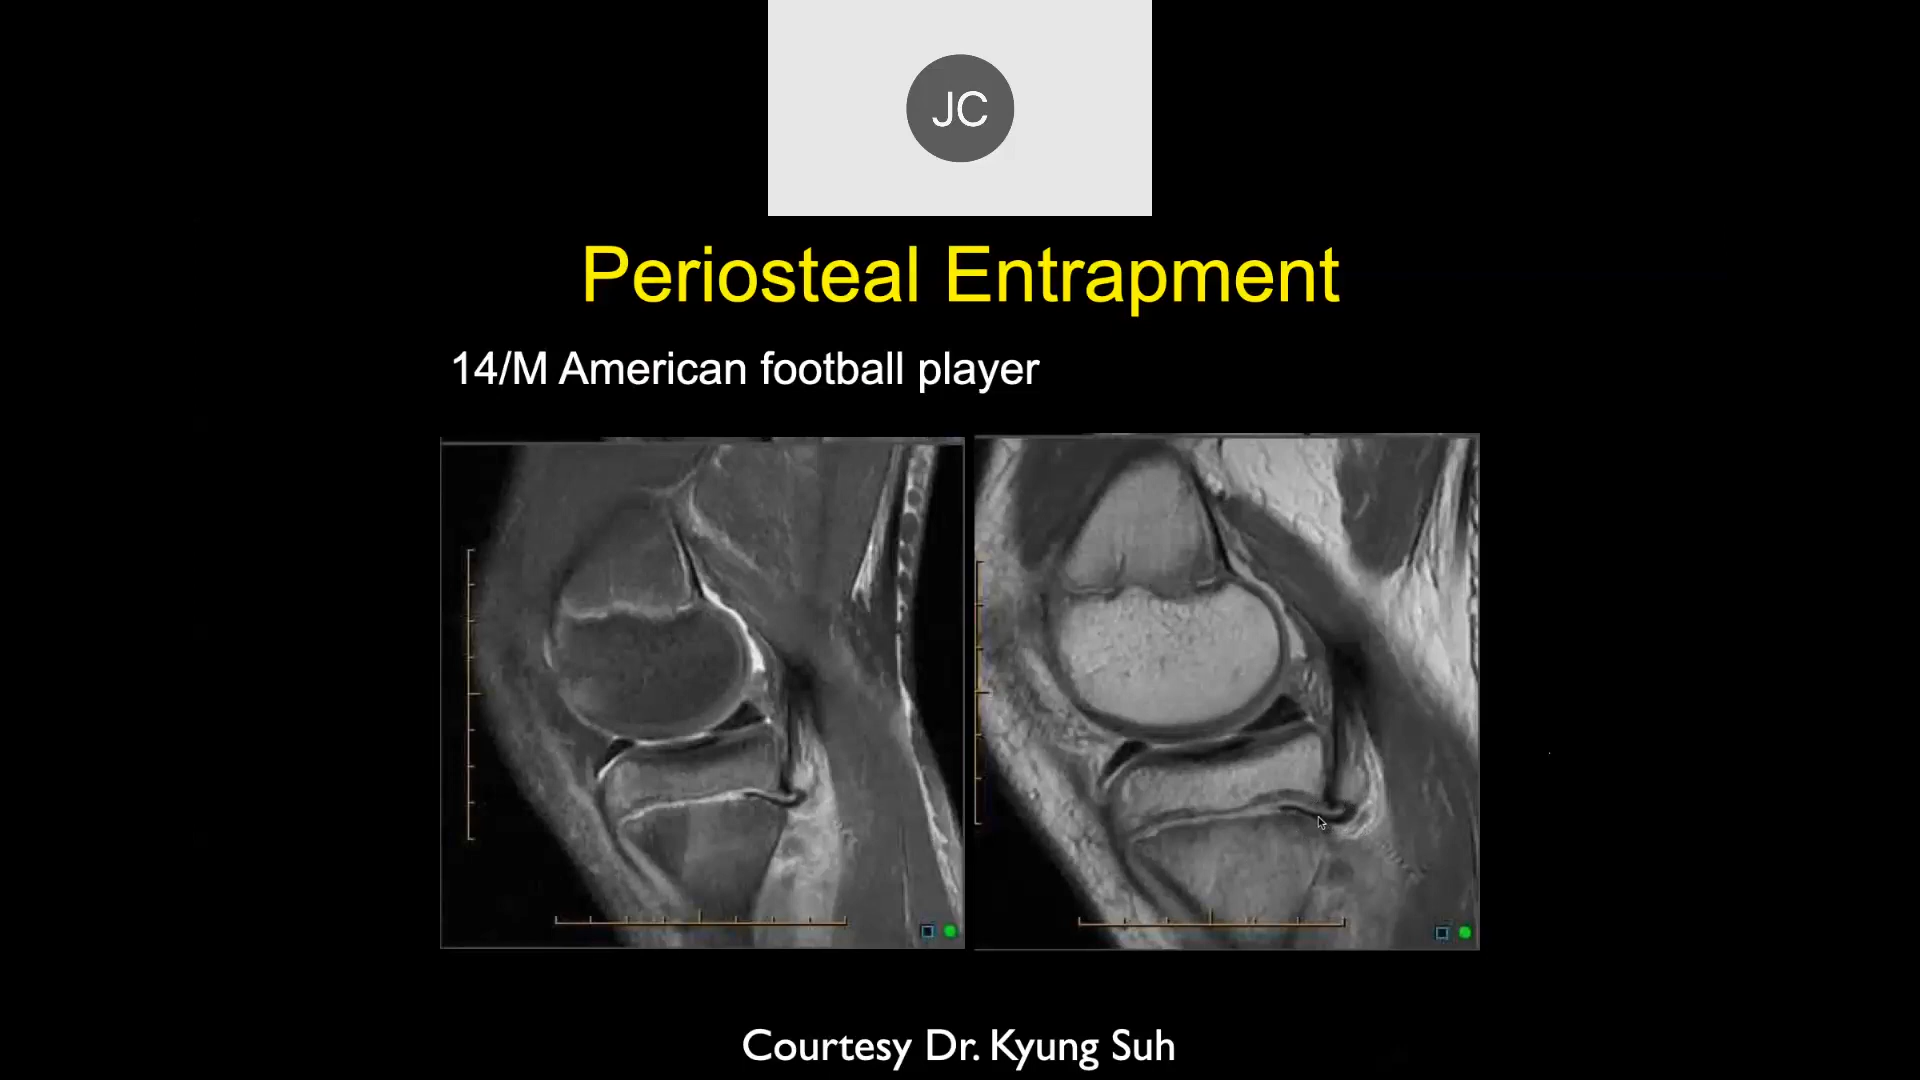 JC
Periosteal Entrapment
14/M American football player
Courtesy Dr. Kyung Suh